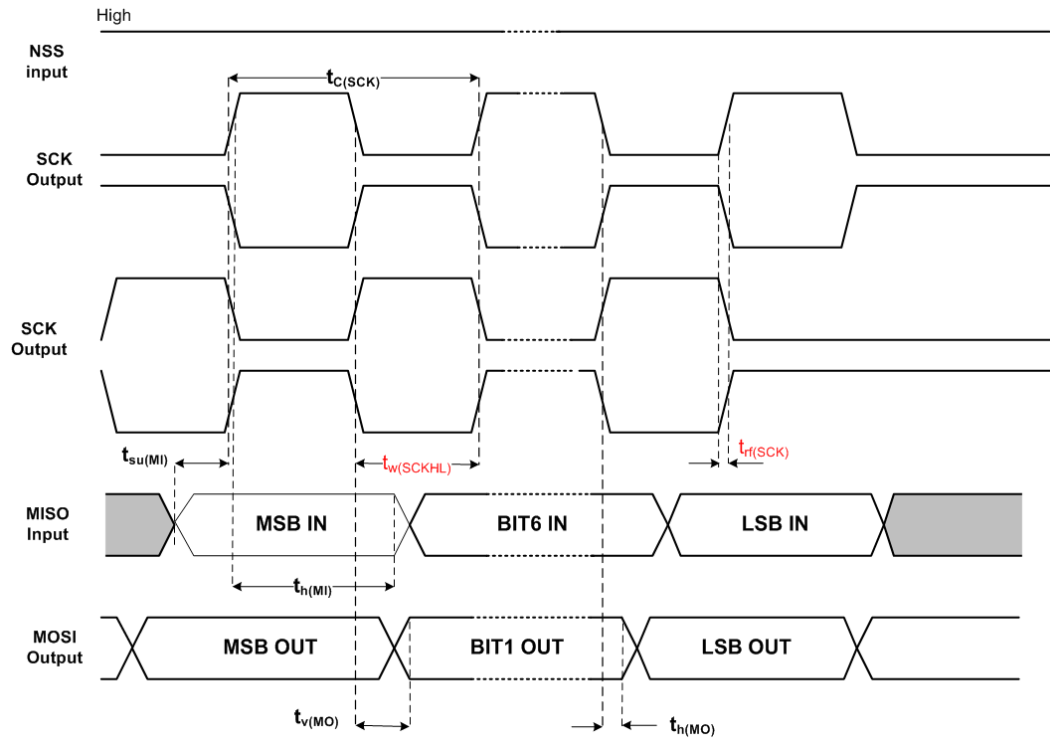 High
NSS
input
tC(SCK)
SCK
Output
SCK
Output
tsu(MI)
tw(SCKHL)
trf(SCK)
MISO
Input
MSB IN
BIT6 IN
LSB IN
th(MI)
MOSI
Output
MSB OUT
BIT1 OUT
LSB OUT
tv(MO)
th(MO)